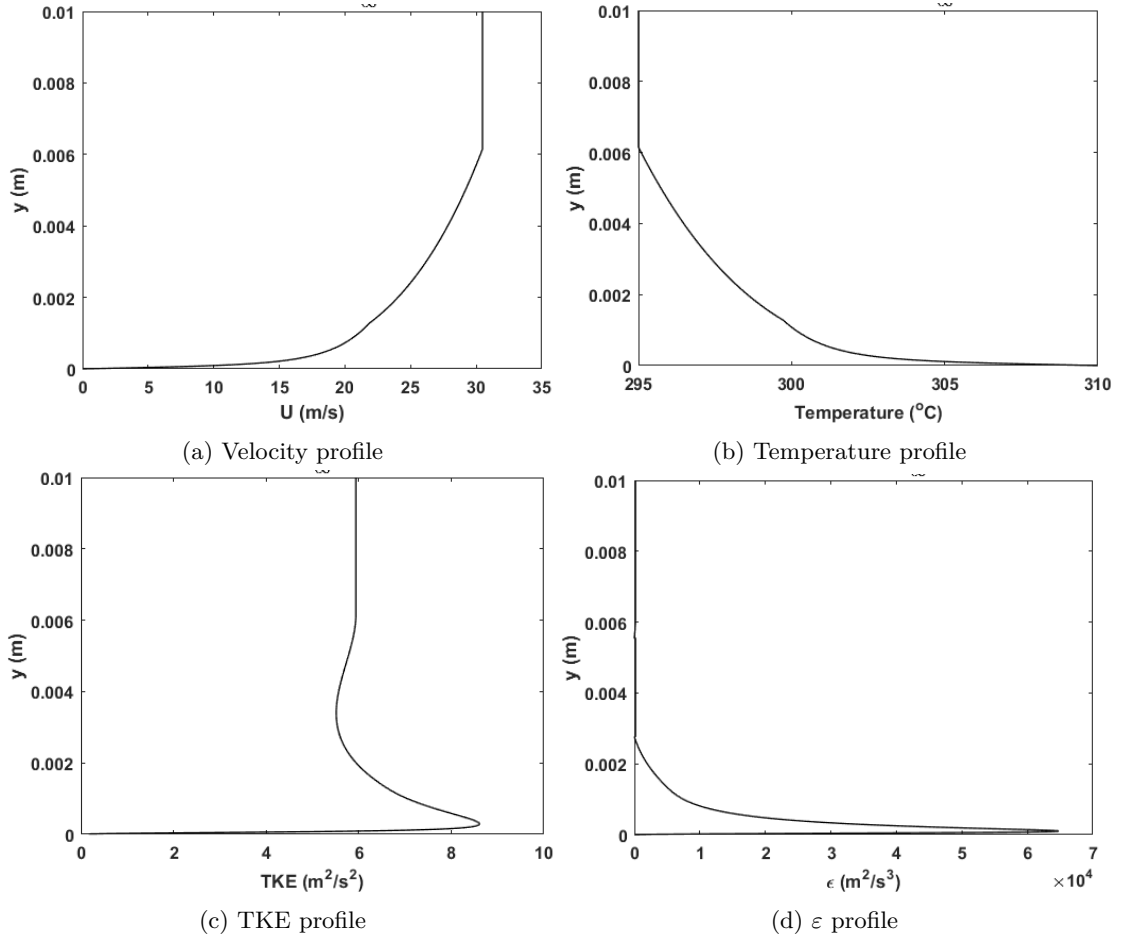 0.01
0.008
0.006
0.004
0.002
0
y (m)
0 5 10 15 20 25 30 35
U (m/s)
(a) Velocity profile
0.01
0.008
0.006
0.004
0.002
0
y (m)
295 300 305 310
Temperature (°C)
(b) Temperature profile
0.01
0.008
0.006
0.004
0.002
0
y (m)
0 2 4 6 8 10
TKE (m²/s²)
(c) TKE profile
0.01
0.008
0.006
0.004
0.002
0
y (m)
0 1 2 3 4 5 6 7
ϵ (m²/s³) ×10⁴
(d) ε profile